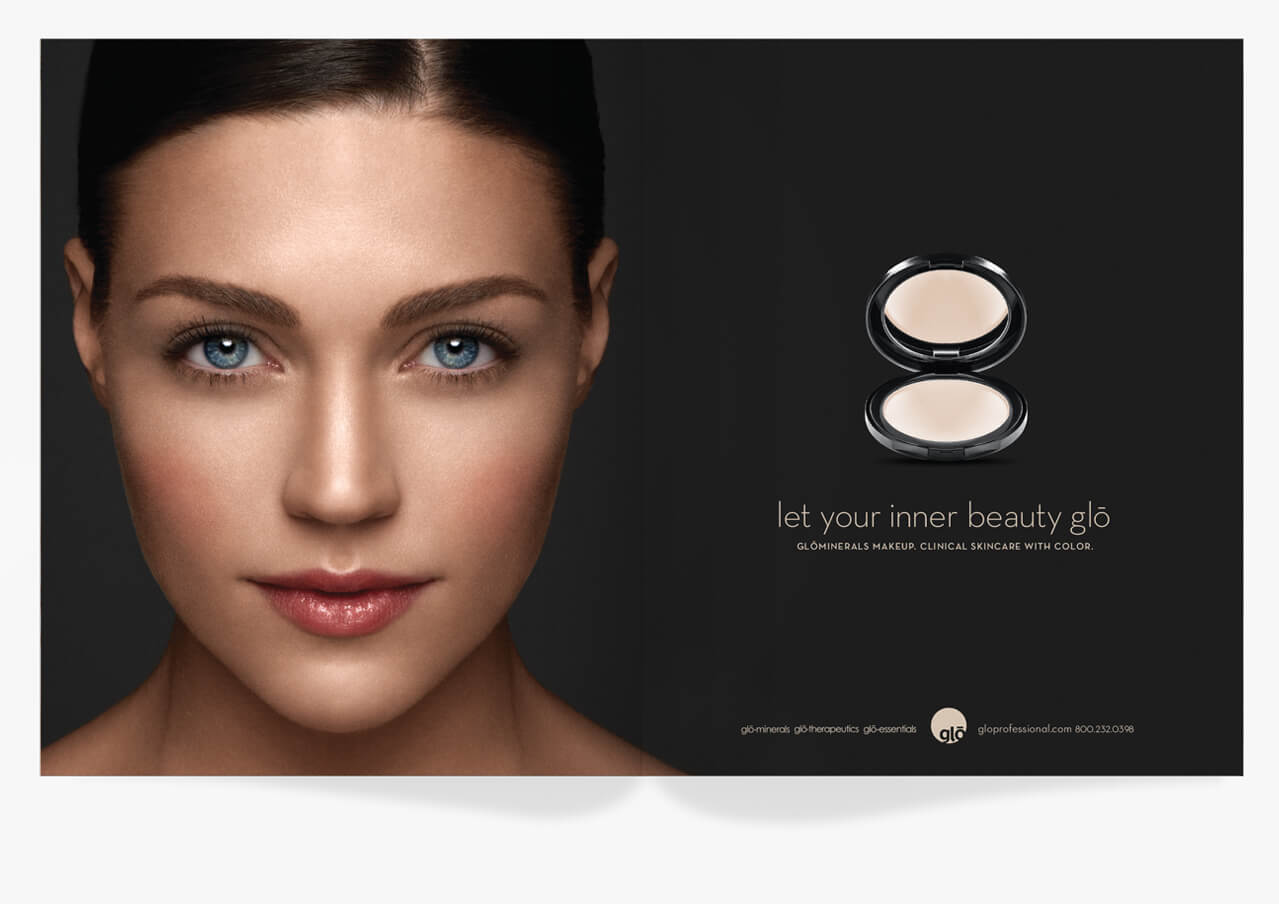 let your inner beauty glō
GLŌMINERALS MAKEUP. CLINICAL SKINCARE WITH COLOR.
glō·minerals glō·therapeutics glō·essentials glō gloprofessional.com 800.232.0398